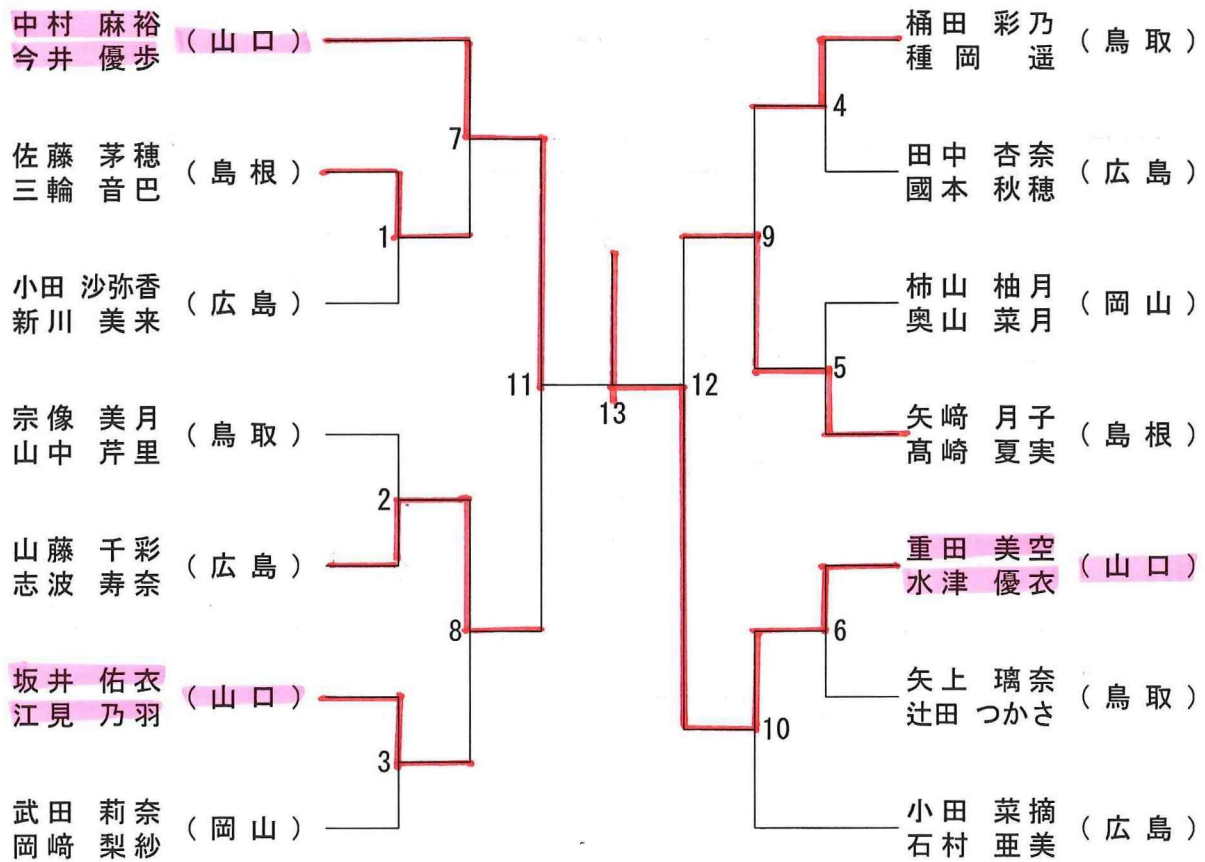 中村 麻裕
今井 優歩
(山口)
佐藤 茅穂
三輪 音巴
(島根)
小田 沙弥香
新川 美来
(広島)
宗像 美月
山中 芹里
(鳥取)
山藤 千彩
志波 寿奈
(広島)
坂井 佑衣
江見 乃羽
(山口)
武田 莉奈
岡﨑 梨紗
(岡山)
7
1
2
8
3
11
13
12
桶田 彩乃
種岡 遥
(鳥取)
田中 杏奈
國本 秋穂
(広島)
柿山 柚月
奥山 菜月
(岡山)
矢﨑 月子
髙崎 夏実
(島根)
重田 美空
水津 優衣
(山口)
矢上 璃奈
辻田 つかさ
(鳥取)
小田 菜摘
石村 亜美
(広島)
4
9
5
6
10